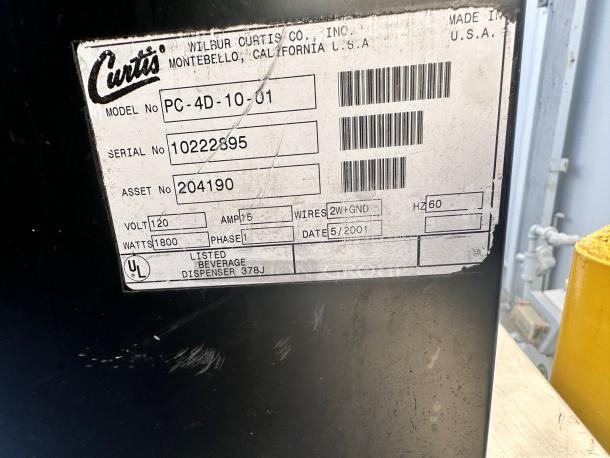 Curtis
WILBUR CURTIS CO., INC.
MONTEBELLO, CALIFORNIA U.S.A
MADE IN
U.S.A.
MODEL No PC-4D-10-01
SERIAL No 10222895
ASSET No 204190
VOLT 120 AMP 15 WIRES 2W+GND HZ 60
WATTS 1800 PHASE 1 DATE 5/2001
UL
LISTED
BEVERAGE
DISPENSER 378J